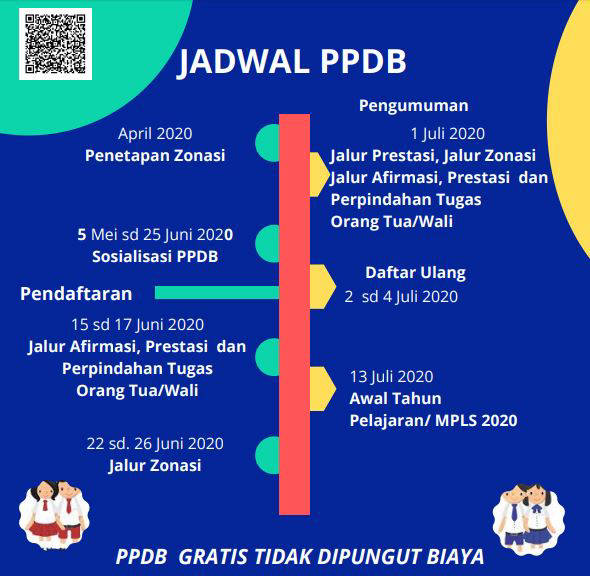 JADWAL PPDB
April 2020
Penetapan Zonasi
5 Mei sd 25 Juni 2020
Sosialisasi PPDB
Pendaftaran
15 sd 17 Juni 2020
Jalur Afirmasi, Prestasi dan
Perpindahan Tugas
Orang Tua/Wali
22 sd. 26 Juni 2020
Jalur Zonasi
Pengumuman
1 Juli 2020
Jalur Prestasi, Jalur Zonasi
Jalur Afirmasi, Prestasi dan
Perpindahan Tugas
Orang Tua/Wali
Daftar Ulang
2 sd 4 Juli 2020
13 Juli 2020
Awal Tahun
Pelajaran/ MPLS 2020
PPDB GRATIS TIDAK DIPUNGUT BIAYA